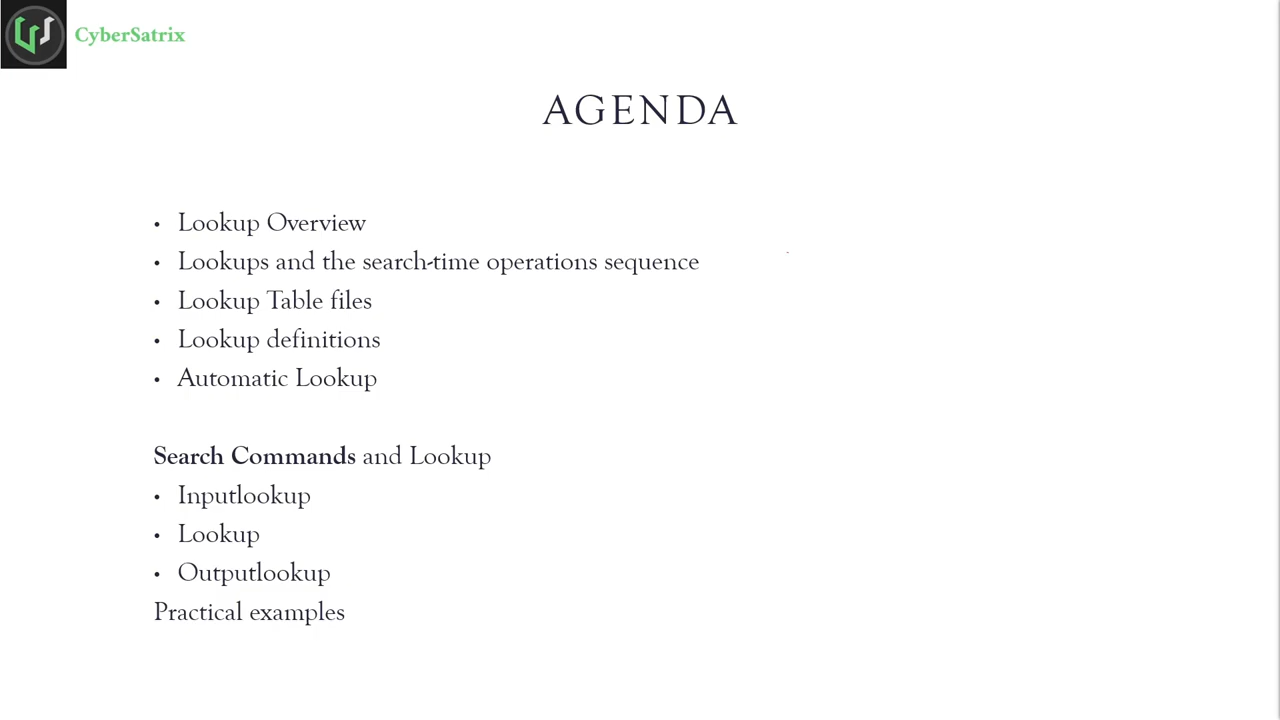 CyberSatrix
AGENDA
• Lookup Overview
• Lookups and the search-time operations sequence
• Lookup Table files
• Lookup definitions
• Automatic Lookup
Search Commands and Lookup
• Inputlookup
• Lookup
• Outputlookup
Practical examples